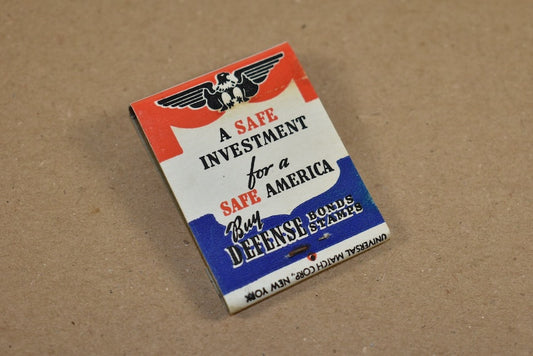 A SAFE
INVESTMENT
for a
SAFE AMERICA
Buy
DEFENSE BONDS
STAMPS
UNIVERSAL MATCH CORP., NEW YORK